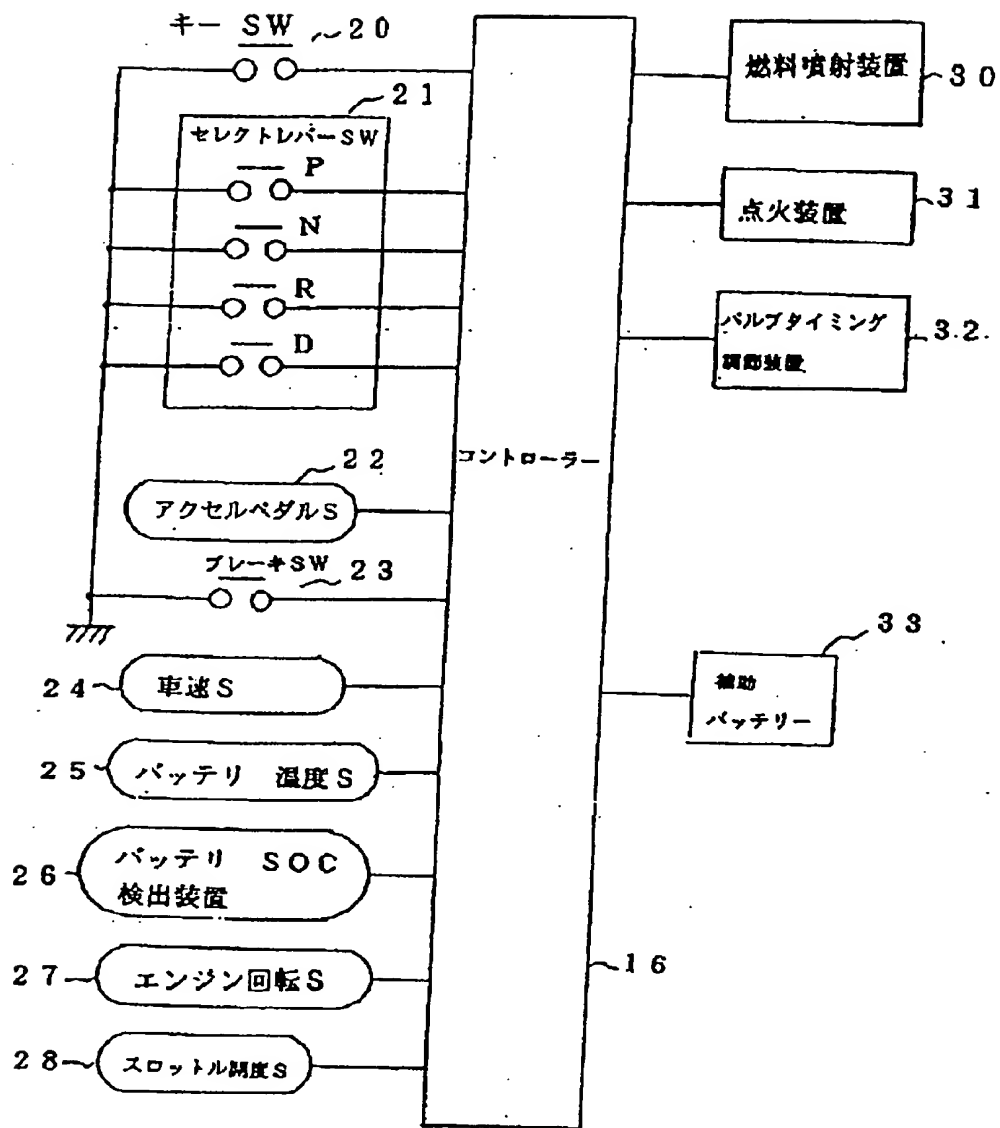 キー SW
20
21
セレクトレバーSW
P
N
R
D
22
アクセルペダルS
ブレーキSW
23
24
車速S
25
バッテリ 温度S
26
バッテリ SOC
検出装置
27
エンジン回転S
28
スロットル開度S
コントローラー
16
燃料噴射装置
30
点火装置
31
バルブタイミング
調節装置
32
33
補助
バッテリー